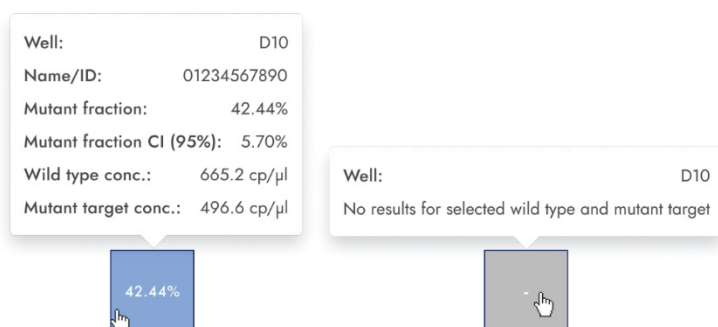 Well: D10
Name/ID: 01234567890
Mutant fraction: 42.44%
Mutant fraction CI (95%): 5.70%
Wild type conc.: 665.2 cp/µl
Mutant target conc.: 496.6 cp/µl
42.44%
Well: D10
No results for selected wild type and mutant target
-